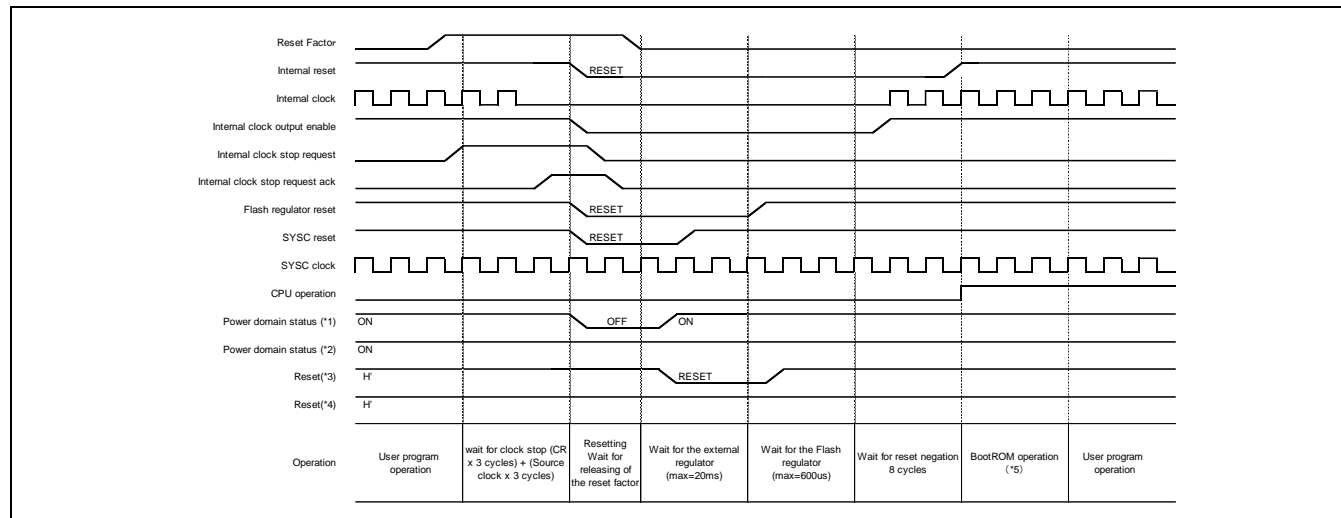 Reset Factor
Internal reset
RESET
Internal clock
Internal clock output enable
Internal clock stop request
Internal clock stop request ack
Flash regulator reset
RESET
SYSC reset
RESET
SYSC clock
CPU operation
Power domain status (*1)
ON
OFF
ON
Power domain status (*2)
ON
Reset(*3)
H'
RESET
Reset(*4)
H'
Operation
User program
operation
wait for clock stop (CR
x 3 cycles) + (Source
clock x 3 cycles)
Resetting
Wait for
releasing of
the reset factor
Wait for the external
regulator
(max=20ms)
Wait for the Flash
regulator
(max=600us)
Wait for reset negation
8 cycles
BootROM operation
(*5)
User program
operation